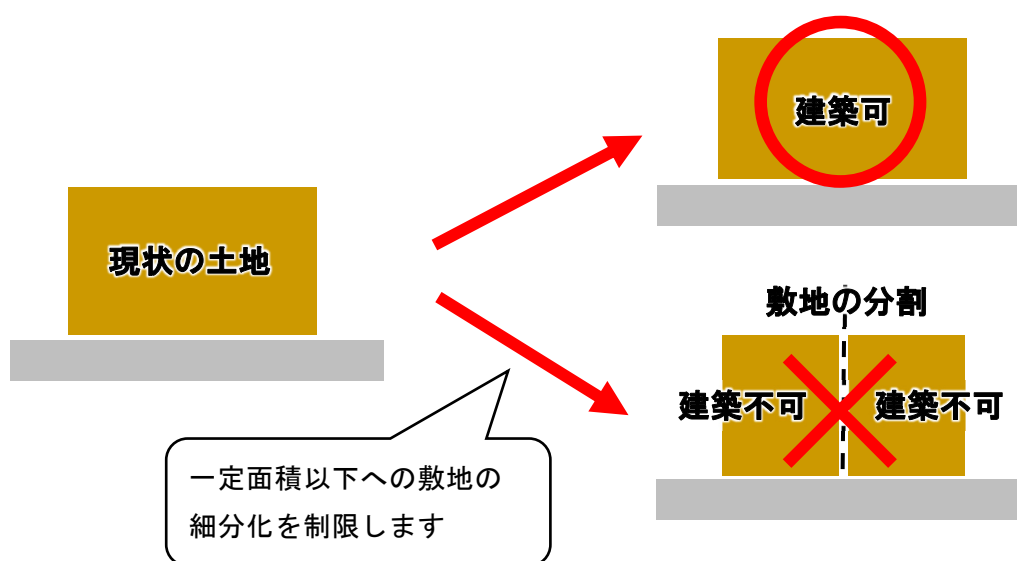 建築可
現状の土地
敷地の分割
建築不可
建築不可
一定面積以下への敷地の
細分化を制限します